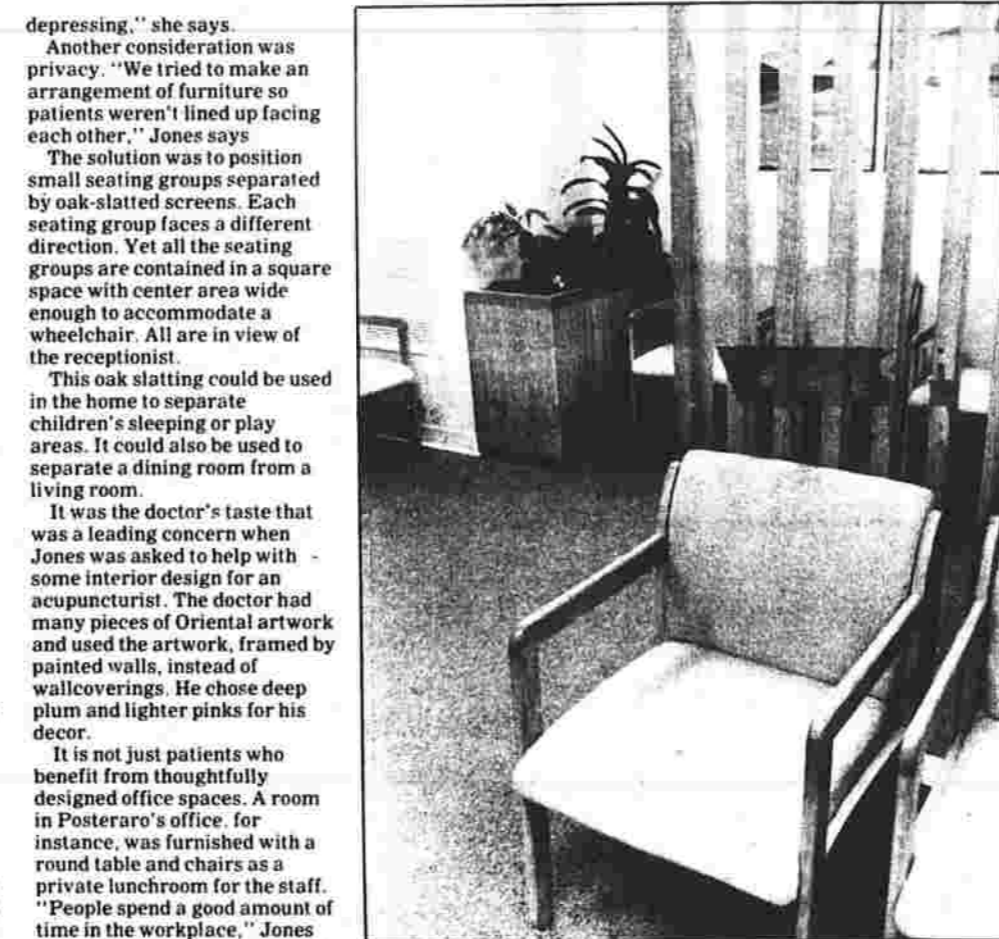 depressing," she says.
Another consideration was
privacy. "We tried to make an
arrangement of furniture so
patients weren't lined up facing
each other," Jones says
The solution was to position
small seating groups separated
by oak-slatted screens. Each
seating group faces a different
direction. Yet all the seating
groups are contained in a square
space with center area wide
enough to accommodate a
wheelchair. All are in view of
the receptionist.
This oak slatting could be used
in the home to separate
children's sleeping or play
areas. It could also be used to
separate a dining room from a
living room.
It was the doctor's taste that
was a leading concern when
Jones was asked to help with
some interior design for an
acupuncturist. The doctor had
many pieces of Oriental artwork
and used the artwork, framed by
painted walls, instead of
wallcoverings. He chose deep
plum and lighter pinks for his
decor.
It is not just patients who
benefit from thoughtfully
designed office spaces. A room
in Posteraro's office, for
instance, was furnished with a
round table and chairs as a
private lunchroom for the staff.
"People spend a good amount of
time in the workplace," Jones